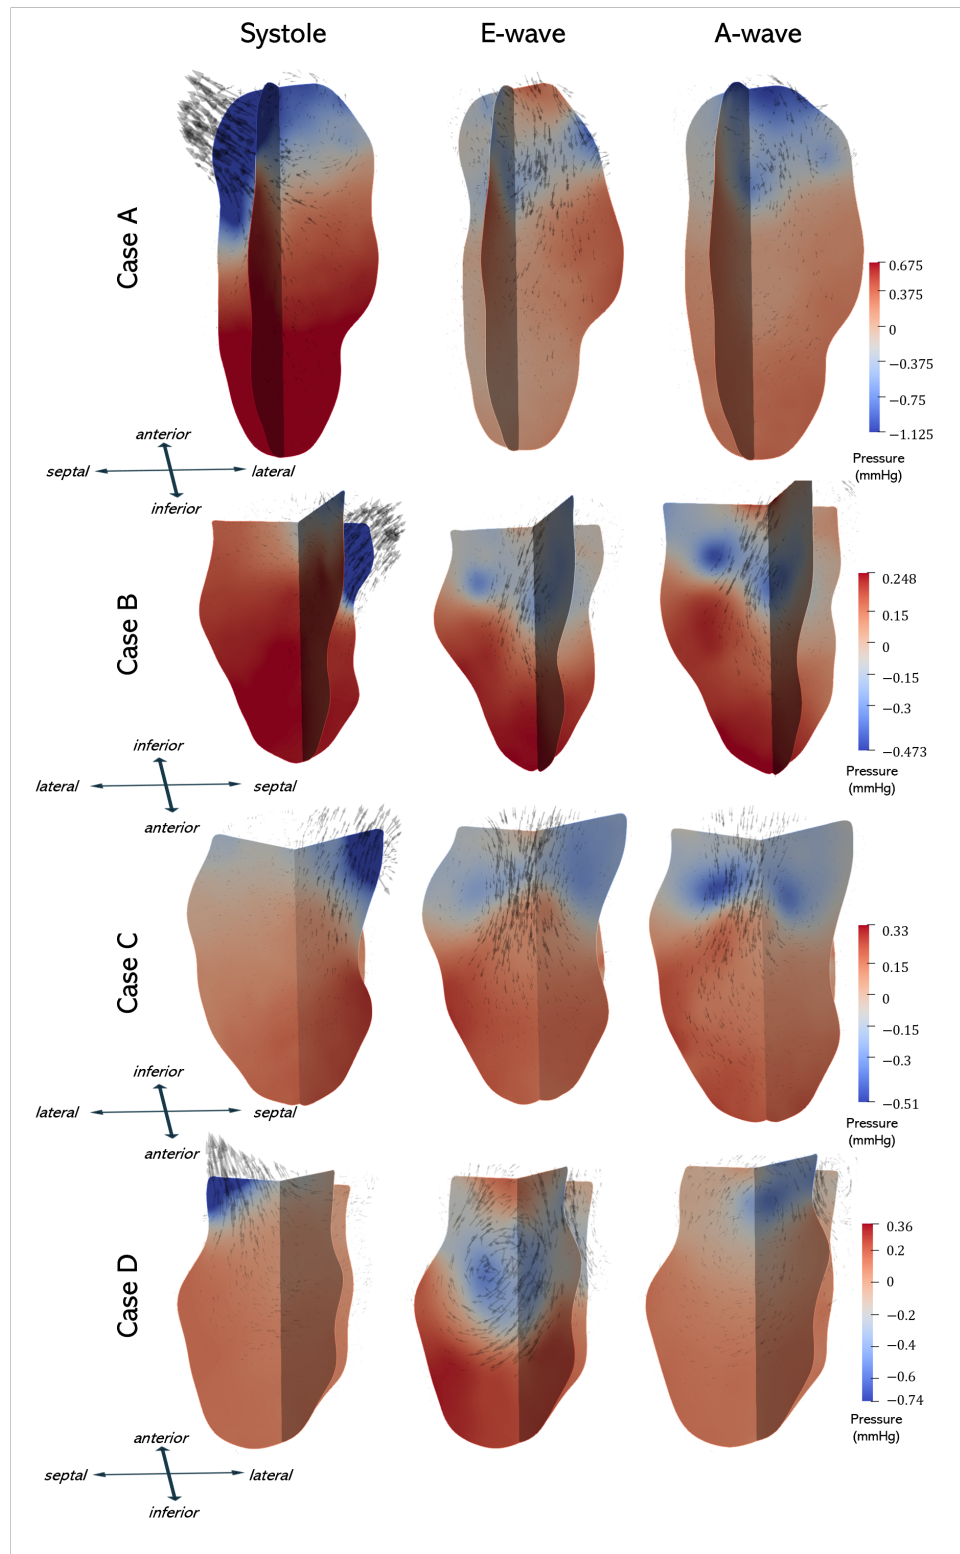 Systole E-wave A-wave
Case A
0.675
0.375
0
−0.375
−0.75
−1.125
Pressure
(mmHg)
anterior
septal lateral
inferior
Case B
0.248
0.15
0
−0.15
−0.3
−0.473
Pressure
(mmHg)
inferior
lateral septal
anterior
Case C
0.33
0.15
0
−0.15
−0.3
−0.51
Pressure
(mmHg)
inferior
lateral septal
anterior
Case D
0.36
0.2
0
−0.2
−0.4
−0.6
−0.74
Pressure
(mmHg)
anterior
septal lateral
inferior